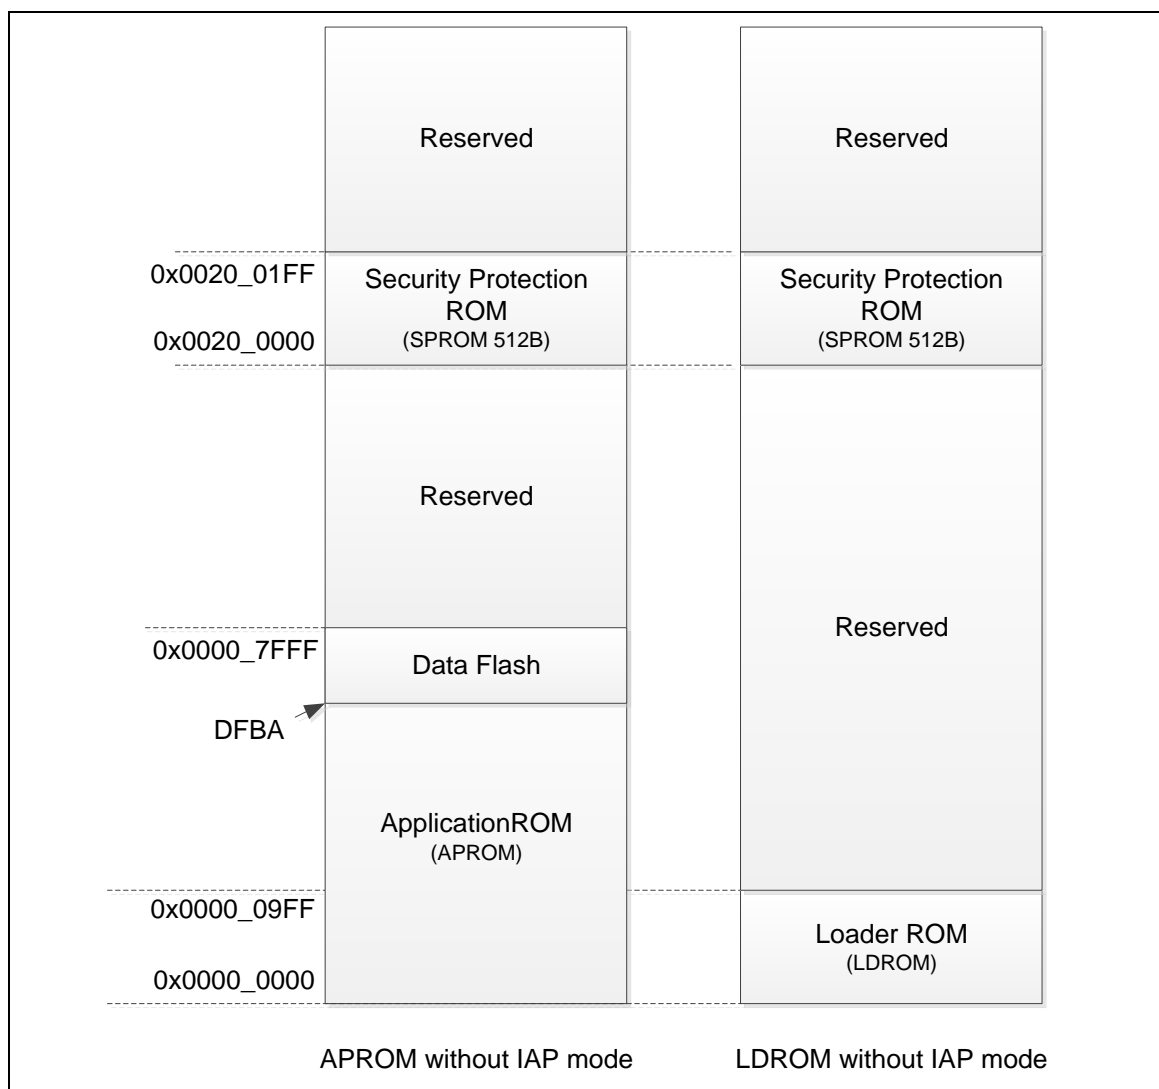 Reserved
Reserved
0x0020_01FF
Security Protection
ROM
(SPROM 512B)
Security Protection
ROM
(SPROM 512B)
0x0020_0000
Reserved
Reserved
0x0000_7FFF
Data Flash
DFBA
ApplicationROM
(APROM)
0x0000_09FF
Loader ROM
(LDROM)
0x0000_0000
APROM without IAP mode
LDROM without IAP mode